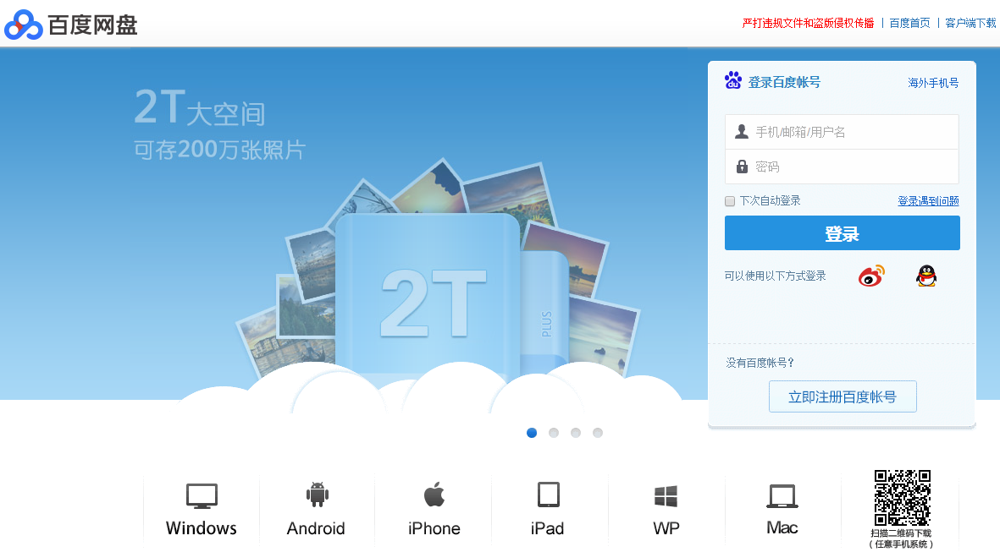 百度网盘
严打违规文件和盗版侵权传播 | 百度首页 | 客户端下载
2T大空间
可存200万张照片
2T
PLUS
du 登录百度帐号 海外手机号
手机/邮箱/用户名
密码
下次自动登录 登录遇到问题
登录
可以使用以下方式登录
没有百度帐号?
立即注册百度帐号
Windows Android iPhone iPad WP Mac
扫描二维码下载
(任意手机系统)